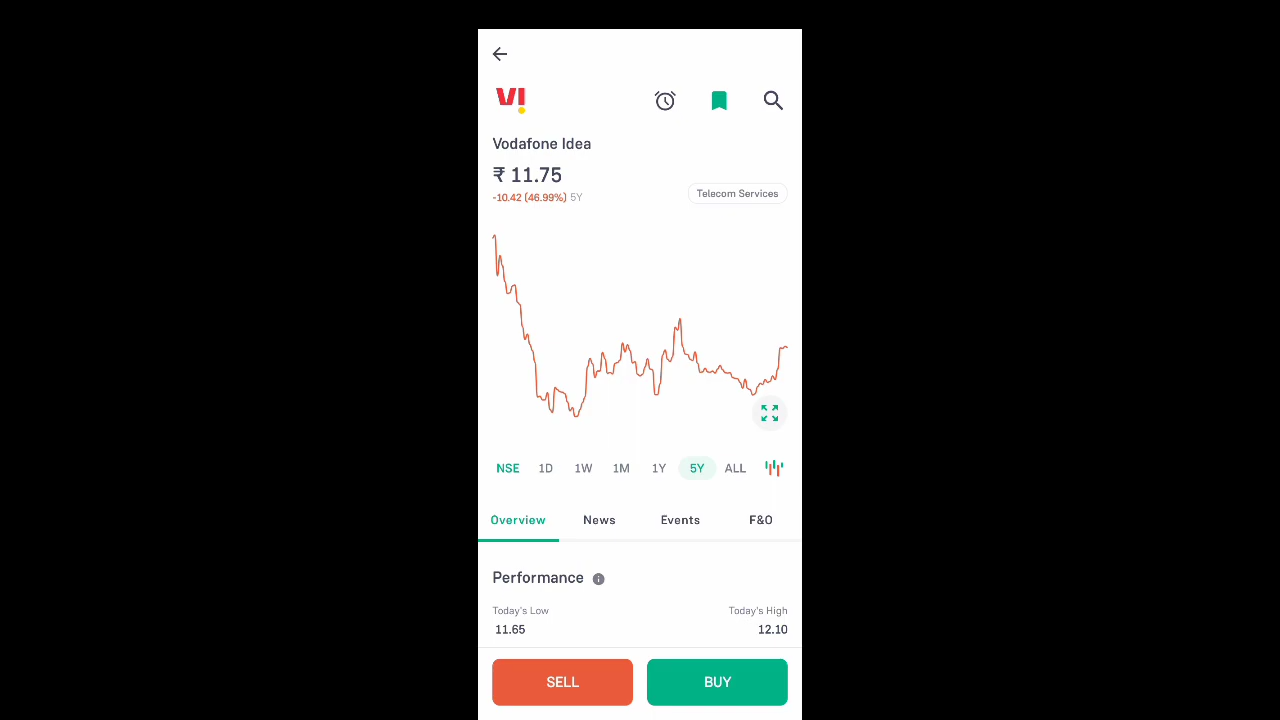 VI
Vodafone Idea
₹ 11.75
-10.42 (46.99%) 5Y
Telecom Services
NSE 1D 1W 1M 1Y 5Y ALL
Overview News Events F&O
Performance
Today's Low Today's High
11.65 12.10
SELL BUY